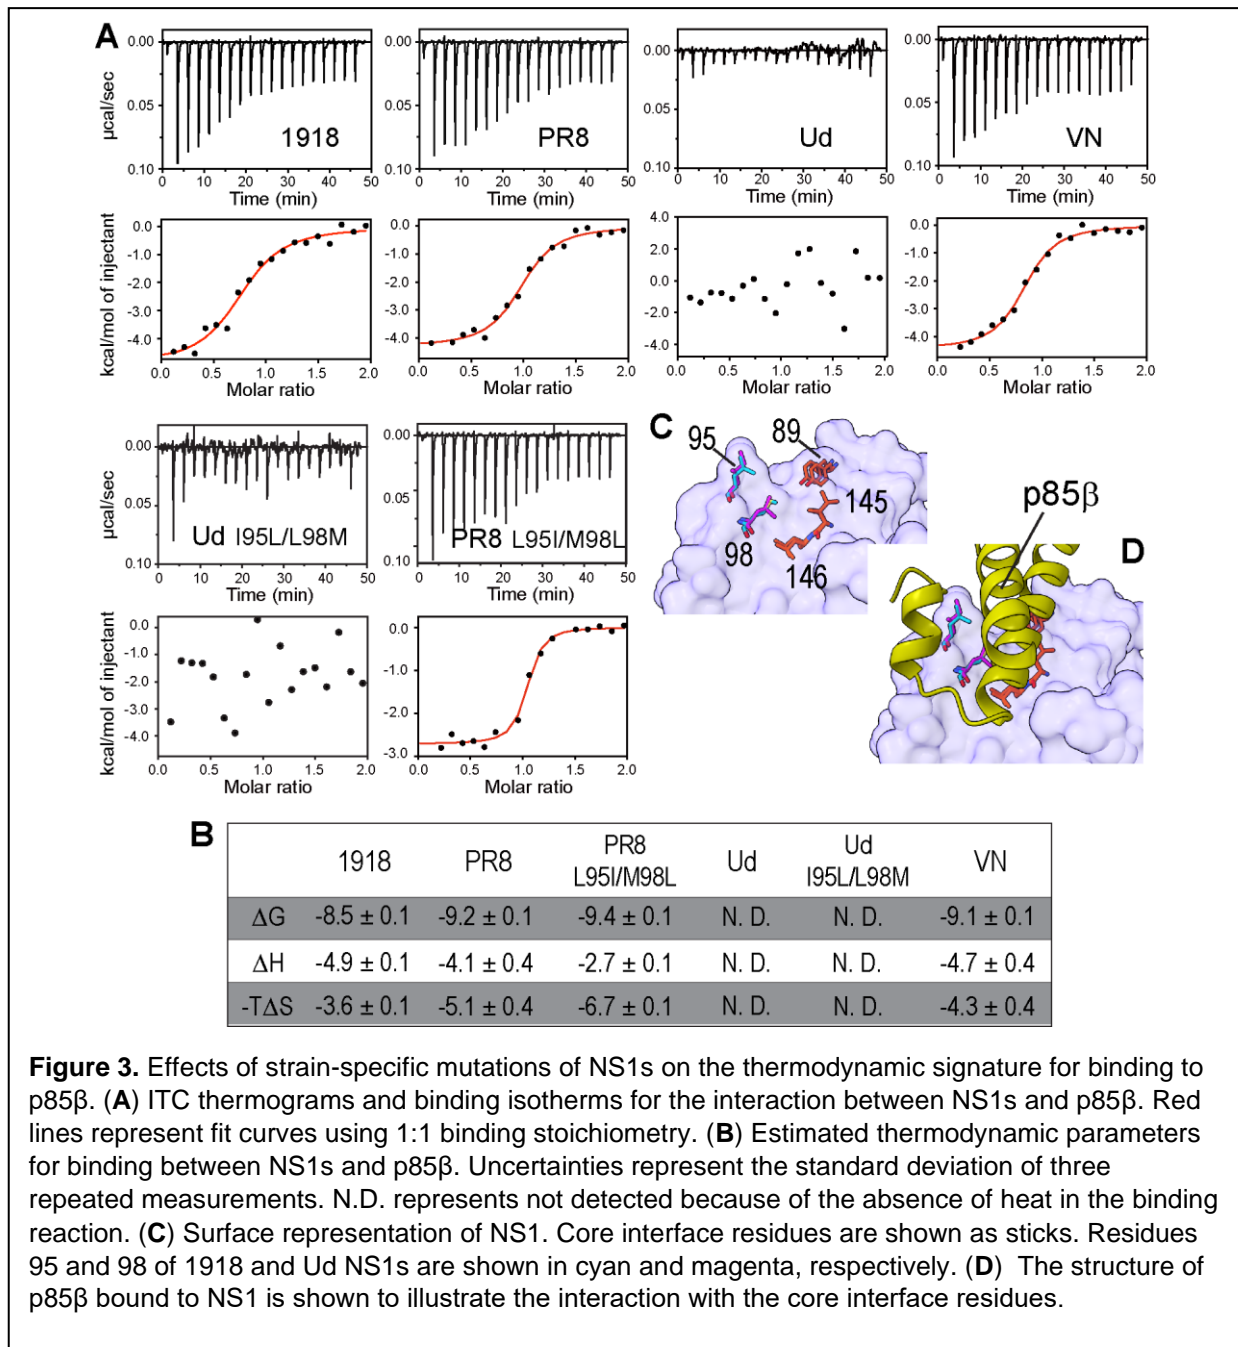 A
0.00
0.05
0.10
µcal/sec
1918
0 10 20 30 40 50
Time (min)
0.00
0.05
0.10
PR8
0 10 20 30 40 50
Time (min)
0.00
0.05
0.10
Ud
0 10 20 30 40 50
Time (min)
0.00
0.05
0.10
VN
0 10 20 30 40 50
Time (min)
kcal/mol of injectant
0.0
-1.0
-2.0
-3.0
-4.0
0.0 0.5 1.0 1.5 2.0
Molar ratio
0.0
-1.0
-2.0
-3.0
-4.0
0.0 0.5 1.0 1.5 2.0
Molar ratio
4.0
2.0
0.0
-2.0
-4.0
0.0 0.5 1.0 1.5 2.0
Molar ratio
0.0
-1.0
-2.0
-3.0
-4.0
0.0 0.5 1.0 1.5 2.0
Molar ratio
µcal/sec
0.00
0.05
0.10
Ud I95L/L98M
0 10 20 30 40 50
Time (min)
0.00
0.05
0.10
PR8 L95I/M98L
0 10 20 30 40 50
Time (min)
kcal/mol of injectant
0.0
-1.0
-2.0
-3.0
-4.0
0.0 0.5 1.0 1.5 2.0
Molar ratio
0.0
-1.0
-2.0
-3.0
0.0 0.5 1.0 1.5 2.0
Molar ratio
C
95
89
145
98
146
p85β
D
B
1918 PR8 PR8 L95I/M98L Ud Ud I95L/L98M VN
ΔG -8.5 ± 0.1 -9.2 ± 0.1 -9.4 ± 0.1 N. D. N. D. -9.1 ± 0.1
ΔH -4.9 ± 0.1 -4.1 ± 0.4 -2.7 ± 0.1 N. D. N. D. -4.7 ± 0.4
-TΔS -3.6 ± 0.1 -5.1 ± 0.4 -6.7 ± 0.1 N. D. N. D. -4.3 ± 0.4
Figure 3. Effects of strain-specific mutations of NS1s on the thermodynamic signature for binding to
p85β. (A) ITC thermograms and binding isotherms for the interaction between NS1s and p85β. Red
lines represent fit curves using 1:1 binding stoichiometry. (B) Estimated thermodynamic parameters
for binding between NS1s and p85β. Uncertainties represent the standard deviation of three
repeated measurements. N.D. represents not detected because of the absence of heat in the binding
reaction. (C) Surface representation of NS1. Core interface residues are shown as sticks. Residues
95 and 98 of 1918 and Ud NS1s are shown in cyan and magenta, respectively. (D) The structure of
p85β bound to NS1 is shown to illustrate the interaction with the core interface residues.